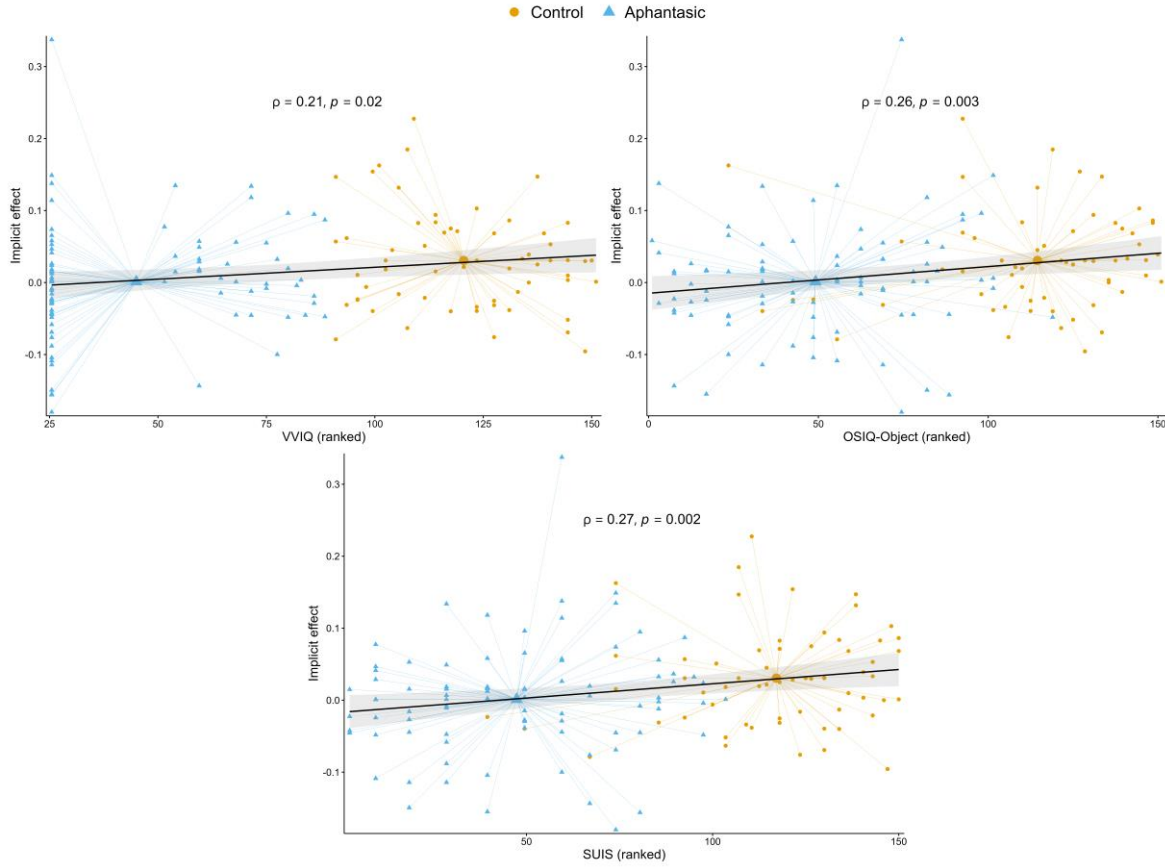 Control Aphantasic
0.3
0.2
0.1
0.0
-0.1
Implicit effect
ρ = 0.21, p = 0.02
25 50 75 100 125 150
VVIQ (ranked)
0.3
0.2
0.1
0.0
-0.1
Implicit effect
ρ = 0.26, p = 0.003
0 50 100 150
OSIQ-Object (ranked)
0.3
0.2
0.1
0.0
-0.1
Implicit effect
ρ = 0.27, p = 0.002
50 100 150
SUIS (ranked)